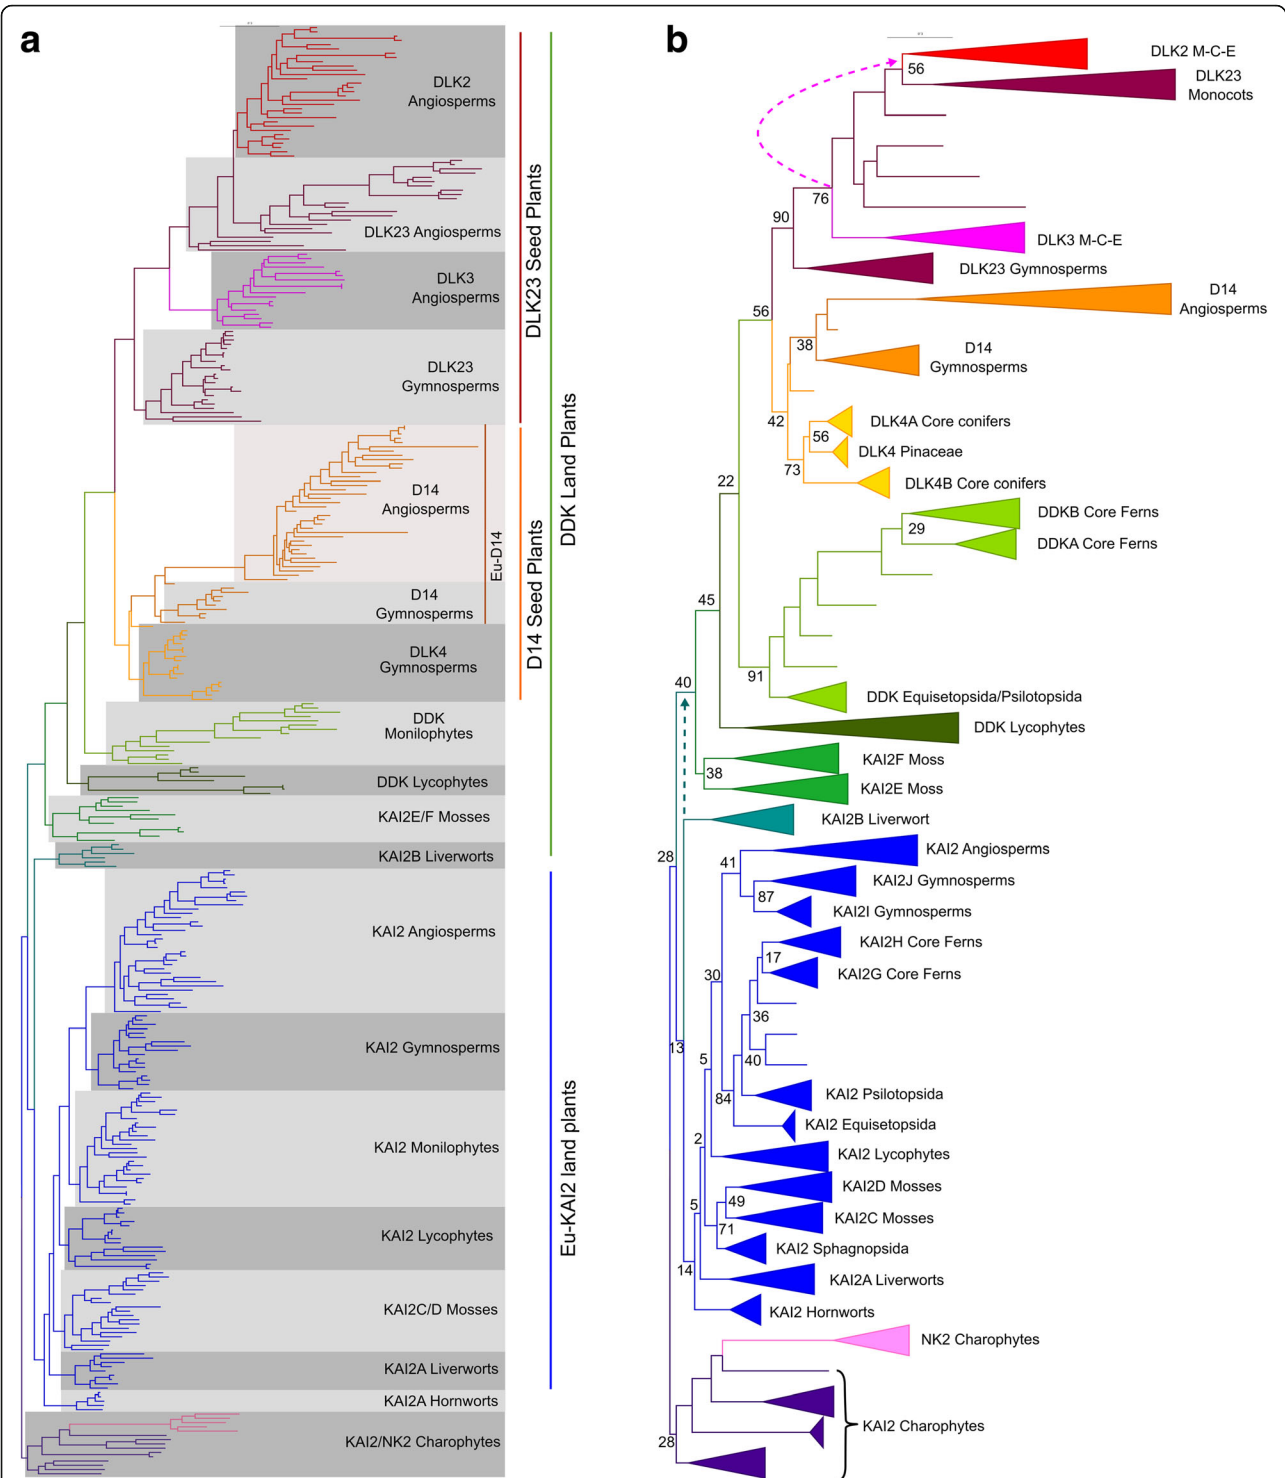 a
DLK2
Angiosperms
DLK23 Angiosperms
DLK3
Angiosperms
DLK23
Gymnosperms
D14
Angiosperms
D14
Gymnosperms
DLK4
Gymnosperms
DDK
Monilophytes
DDK Lycophytes
KAI2E/F Mosses
KAI2B Liverworts
KAI2 Angiosperms
KAI2 Gymnosperms
KAI2 Monilophytes
KAI2 Lycophytes
KAI2C/D Mosses
KAI2A Liverworts
KAI2A Hornworts
KAI2/NK2 Charophytes
Eu-D14
DLK23 Seed Plants
D14 Seed Plants
DDK Land Plants
Eu-KAI2 land plants
b
DLK2 M-C-E
56
DLK23
Monocots
76
90
DLK3 M-C-E
DLK23 Gymnosperms
56
D14
Angiosperms
38
D14
Gymnosperms
42
DLK4A Core conifers
56
DLK4 Pinaceae
73
DLK4B Core conifers
22
DDKB Core Ferns
29
DDKA Core Ferns
45
91
40
DDK Equisetopsida/Psilotopsida
DDK Lycophytes
KAI2F Moss
38
KAI2E Moss
KAI2B Liverwort
28
41
KAI2 Angiosperms
KAI2J Gymnosperms
87
KAI2I Gymnosperms
KAI2H Core Ferns
17
30
KAI2G Core Ferns
36
13
5
40
84
KAI2 Psilotopsida
KAI2 Equisetopsida
2
KAI2 Lycophytes
KAI2D Mosses
49
5
KAI2C Mosses
71
KAI2 Sphagnopsida
14
KAI2A Liverworts
KAI2 Hornworts
NK2 Charophytes
KAI2 Charophytes
28